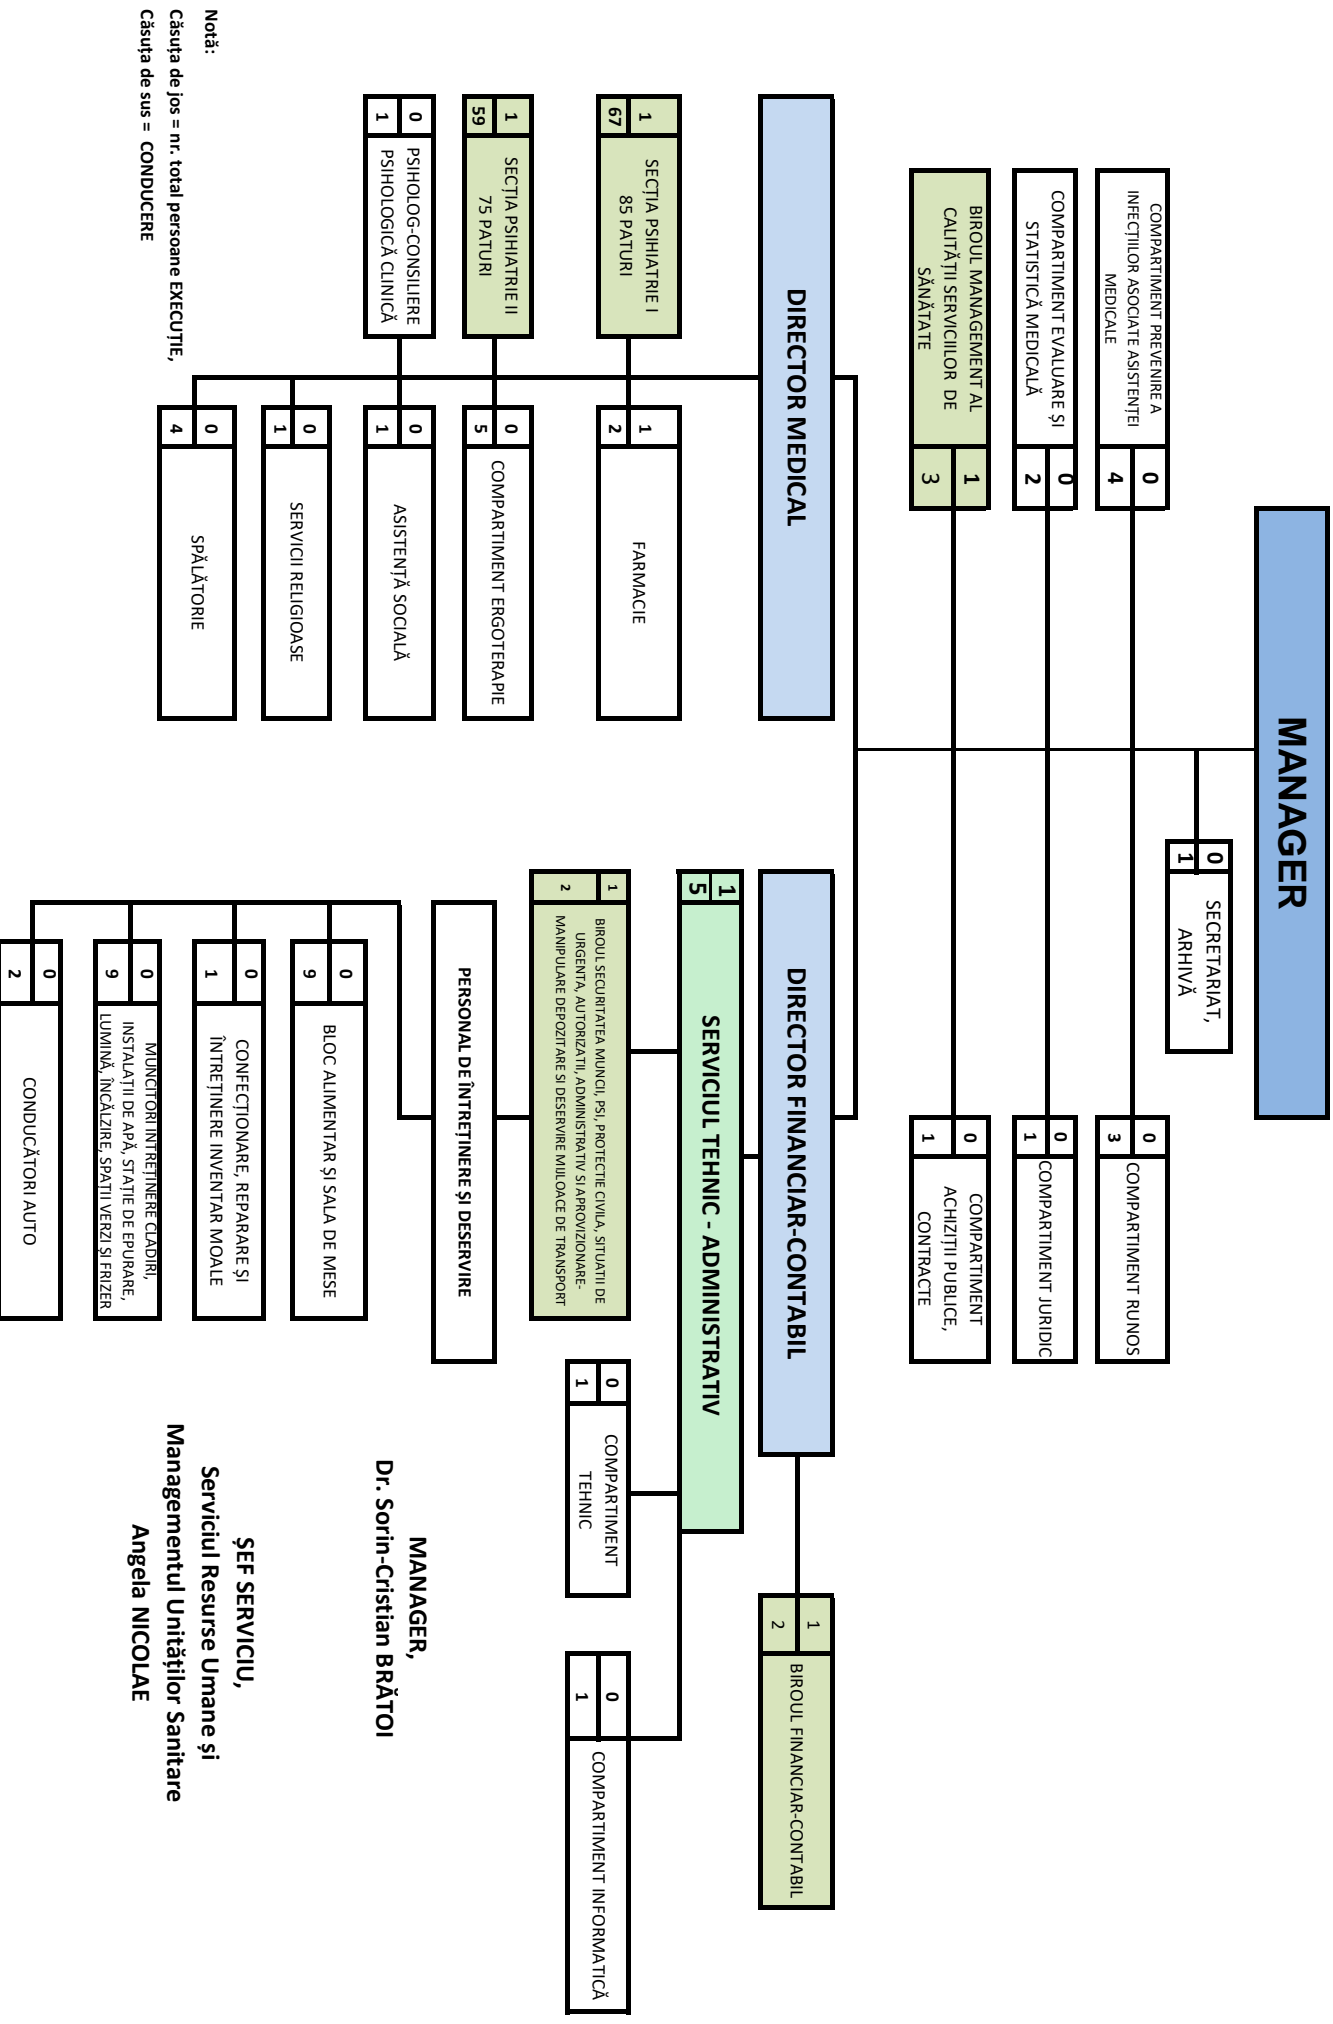 MANAGER
0
1
SECRETARIAT,
ARHIVĂ
COMPARTIMENT PREVENIRE A
INFECȚIILOR ASOCIATE ASISTENȚEI
MEDICALE
0
4
0
3
COMPARTIMENT RUNOS
COMPARTIMENT EVALUARE ȘI
STATISTICĂ MEDICALĂ
0
2
0
1
COMPARTIMENT JURIDIC
BIROUL MANAGEMENT AL
CALITĂȚII SERVICIILOR DE
SĂNĂTATE
1
3
0
1
COMPARTIMENT
ACHIZIȚII PUBLICE,
CONTRACTE
DIRECTOR MEDICAL
DIRECTOR FINANCIAR-CONTABIL
1
2
BIROUL FINANCIAR-CONTABIL
1
5
SERVICIUL TEHNIC - ADMINISTRATIV
1
67
SECȚIA PSIHIATRIE I
85 PATURI
1
2
FARMACIE
1
2
BIROUL SECURITATEA MUNCII, PSI, PROTECTIE CIVILA, SITUATII DE
URGENTA, AUTORIZATII, ADMINISTRATIV SI APROVIZIONARE-
MANIPULARE DEPOZITARE SI DESERVIRE MIJLOACE DE TRANSPORT
0
1
COMPARTIMENT
TEHNIC
0
1
COMPARTIMENT INFORMATICĂ
1
59
SECȚIA PSIHIATRIE II
75 PATURI
0
5
COMPARTIMENT ERGOTERAPIE
PERSONAL DE ÎNTREȚINERE ȘI DESERVIRE
0
1
PSIHOLOG-CONSILIERE
PSIHOLOGICĂ CLINICĂ
0
1
ASISTENȚĂ SOCIALĂ
0
9
BLOC ALIMENTAR ȘI SALA DE MESE
0
1
SERVICII RELIGIOASE
0
1
CONFECȚIONARE, REPARARE ȘI
ÎNTREȚINERE INVENTAR MOALE
0
4
SPĂLĂTORIE
0
9
MUNCITORI INTREȚINERE CLADIRI,
INSTALAȚII DE APĂ, STAȚIE DE EPURARE,
LUMINĂ, ÎNCĂLZIRE, SPATII VERZI ȘI FRIZER
0
2
CONDUCĂTORI AUTO
Notă:
Căsuța de jos = nr. total persoane EXECUȚIE,
Căsuța de sus = CONDUCERE
MANAGER,
Dr. Sorin-Cristian BRĂTOI
ȘEF SERVICIU,
Serviciul Resurse Umane și
Managementul Unităților Sanitare
Angela NICOLAE